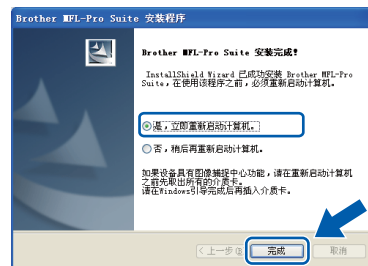 Brother MFL-Pro Suite 安装程序
Brother MFL-Pro Suite 安装完成！
InstallShield Wizard 已成功安装 Brother MFL-Pro
Suite，在使用该程序之前，必须重新启动计算机。
是，立即重新启动计算机。
否，稍后再重新启动计算机。
如果设备具有图像捕捉中心功能，请在重新启动计算机
之前先取出所有的介质卡。
请在Windows引导完成后再插入介质卡。
<上一步(B)
完成
取消